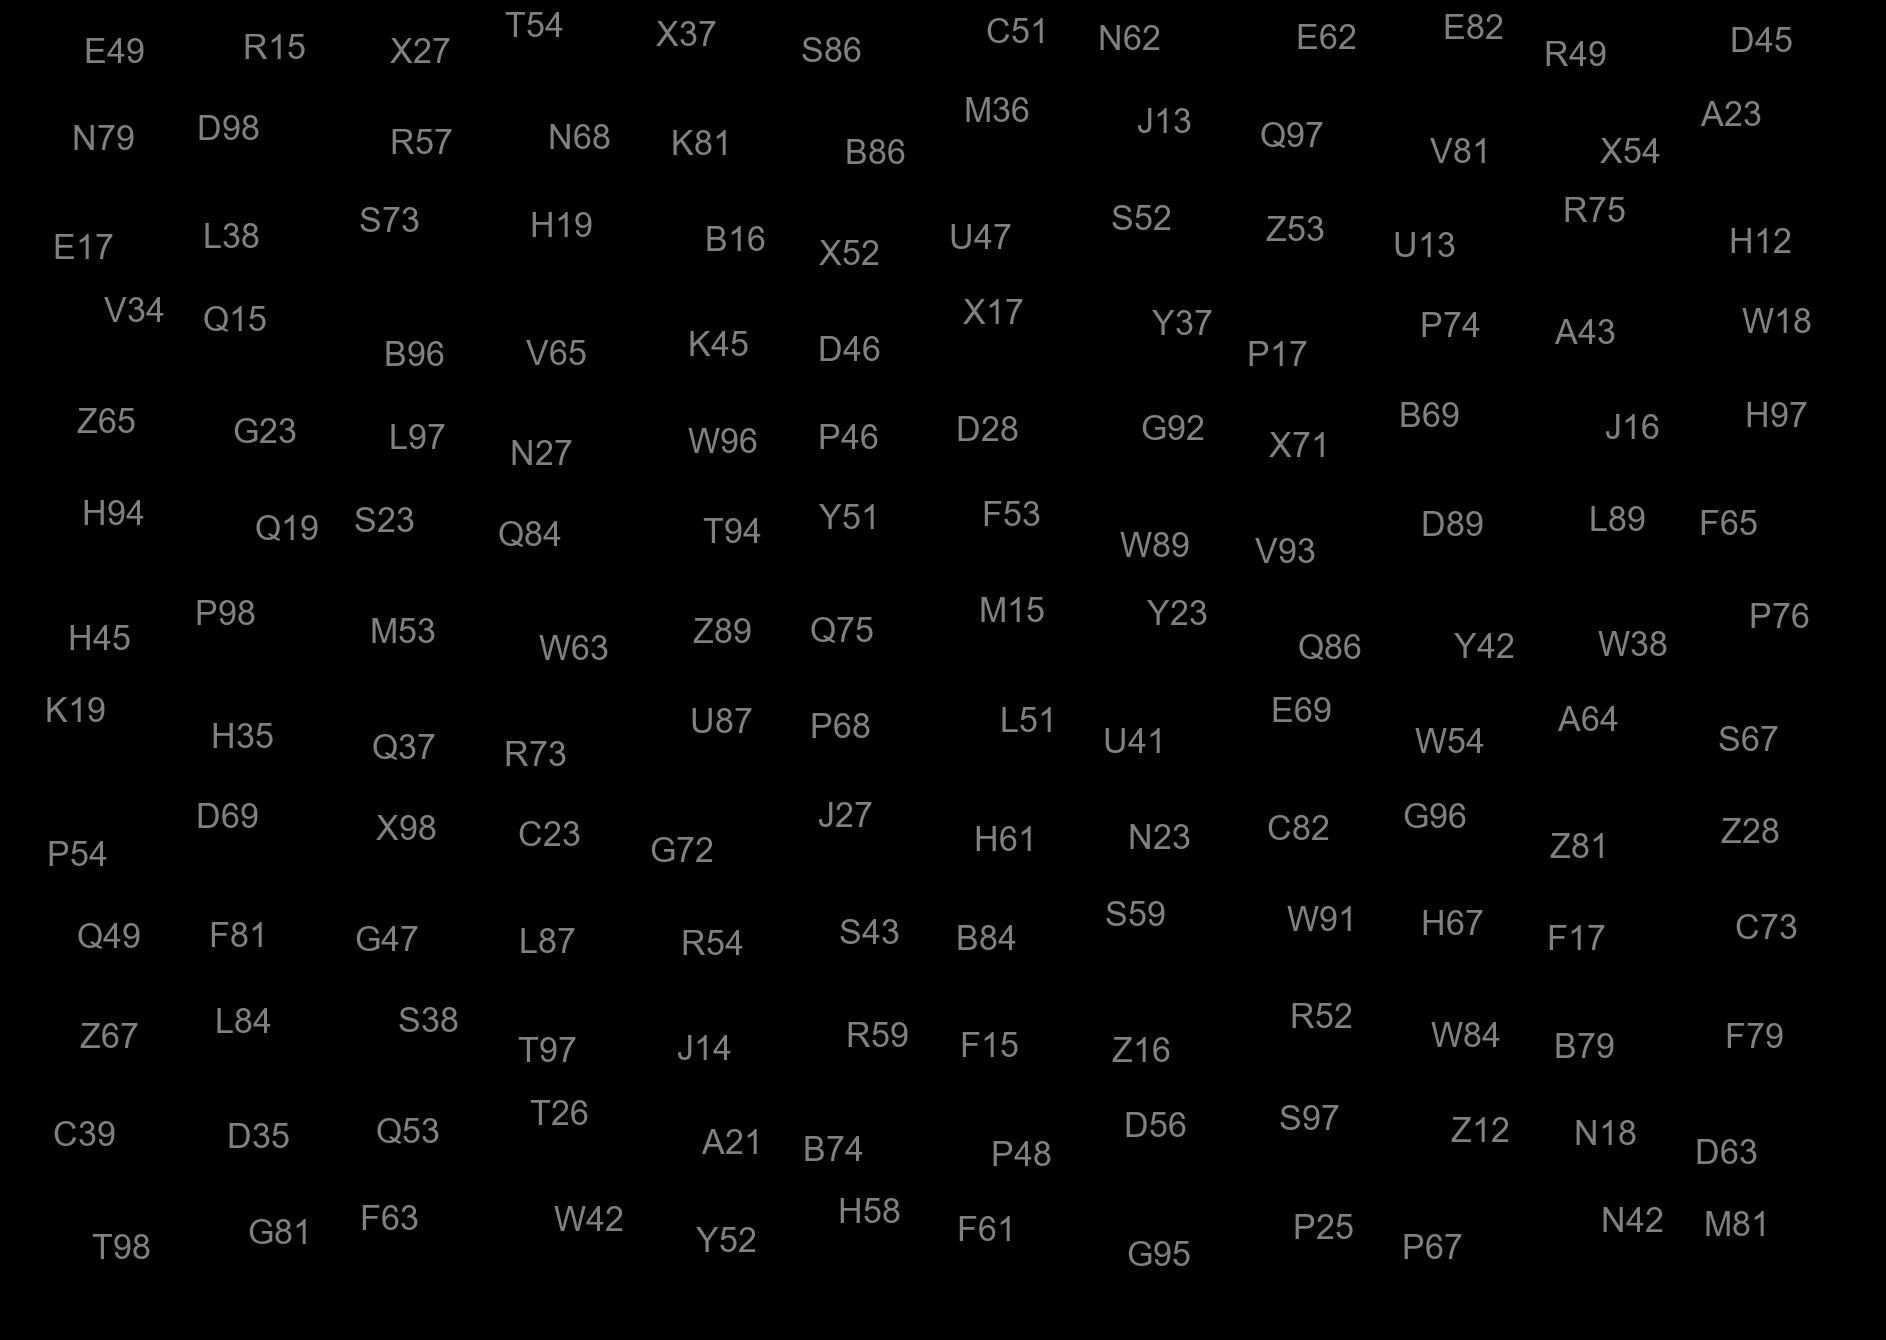 E49 R15 X27 T54 X37 S86 C51 N62 E62 E82 R49 D45
N79 D98 R57 N68 K81 B86 M36 J13 Q97 V81 X54 A23
E17 L38 S73 H19 B16 X52 U47 S52 Z53 U13 R75 H12
V34 Q15 B96 V65 K45 D46 X17 Y37 P17 P74 A43 W18
Z65 G23 L97 N27 W96 P46 D28 G92 X71 B69 J16 H97
H94 Q19 S23 Q84 T94 Y51 F53 W89 V93 D89 L89 F65
H45 P98 M53 W63 Z89 Q75 M15 Y23 Q86 Y42 W38 P76
K19 H35 Q37 R73 U87 P68 L51 U41 E69 W54 A64 S67
P54 D69 X98 C23 G72 J27 H61 N23 C82 G96 Z81 Z28
Q49 F81 G47 L87 R54 S43 B84 S59 W91 H67 F17 C73
Z67 L84 S38 T97 J14 R59 F15 Z16 R52 W84 B79 F79
C39 D35 Q53 T26 A21 B74 P48 D56 S97 Z12 N18 D63
T98 G81 F63 W42 Y52 H58 F61 G95 P25 P67 N42 M81